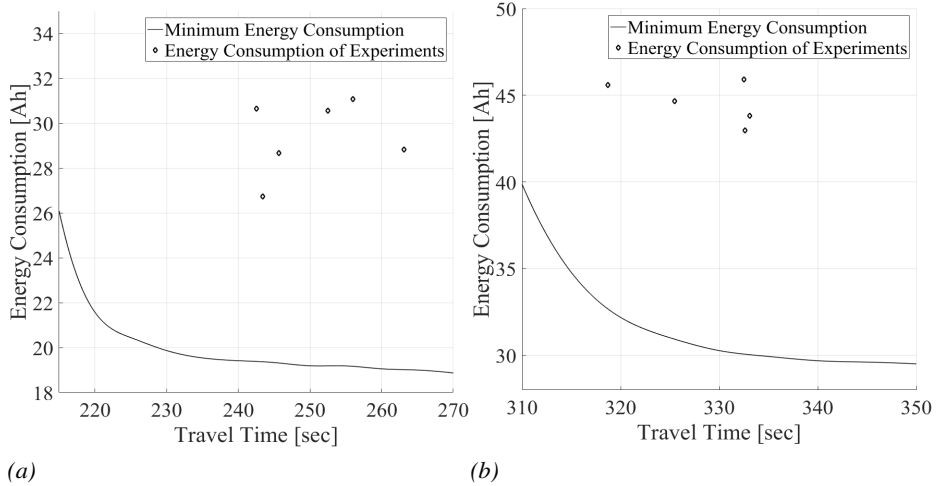 Minimum Energy Consumption
Energy Consumption of Experiments
Energy Consumption [Ah]
34
32
30
28
26
24
22
20
18
220
230
240
250
260
270
Travel Time [sec]
(a)
Minimum Energy Consumption
Energy Consumption of Experiments
Energy Consumption [Ah]
50
45
40
35
30
310
320
330
340
350
Travel Time [sec]
(b)